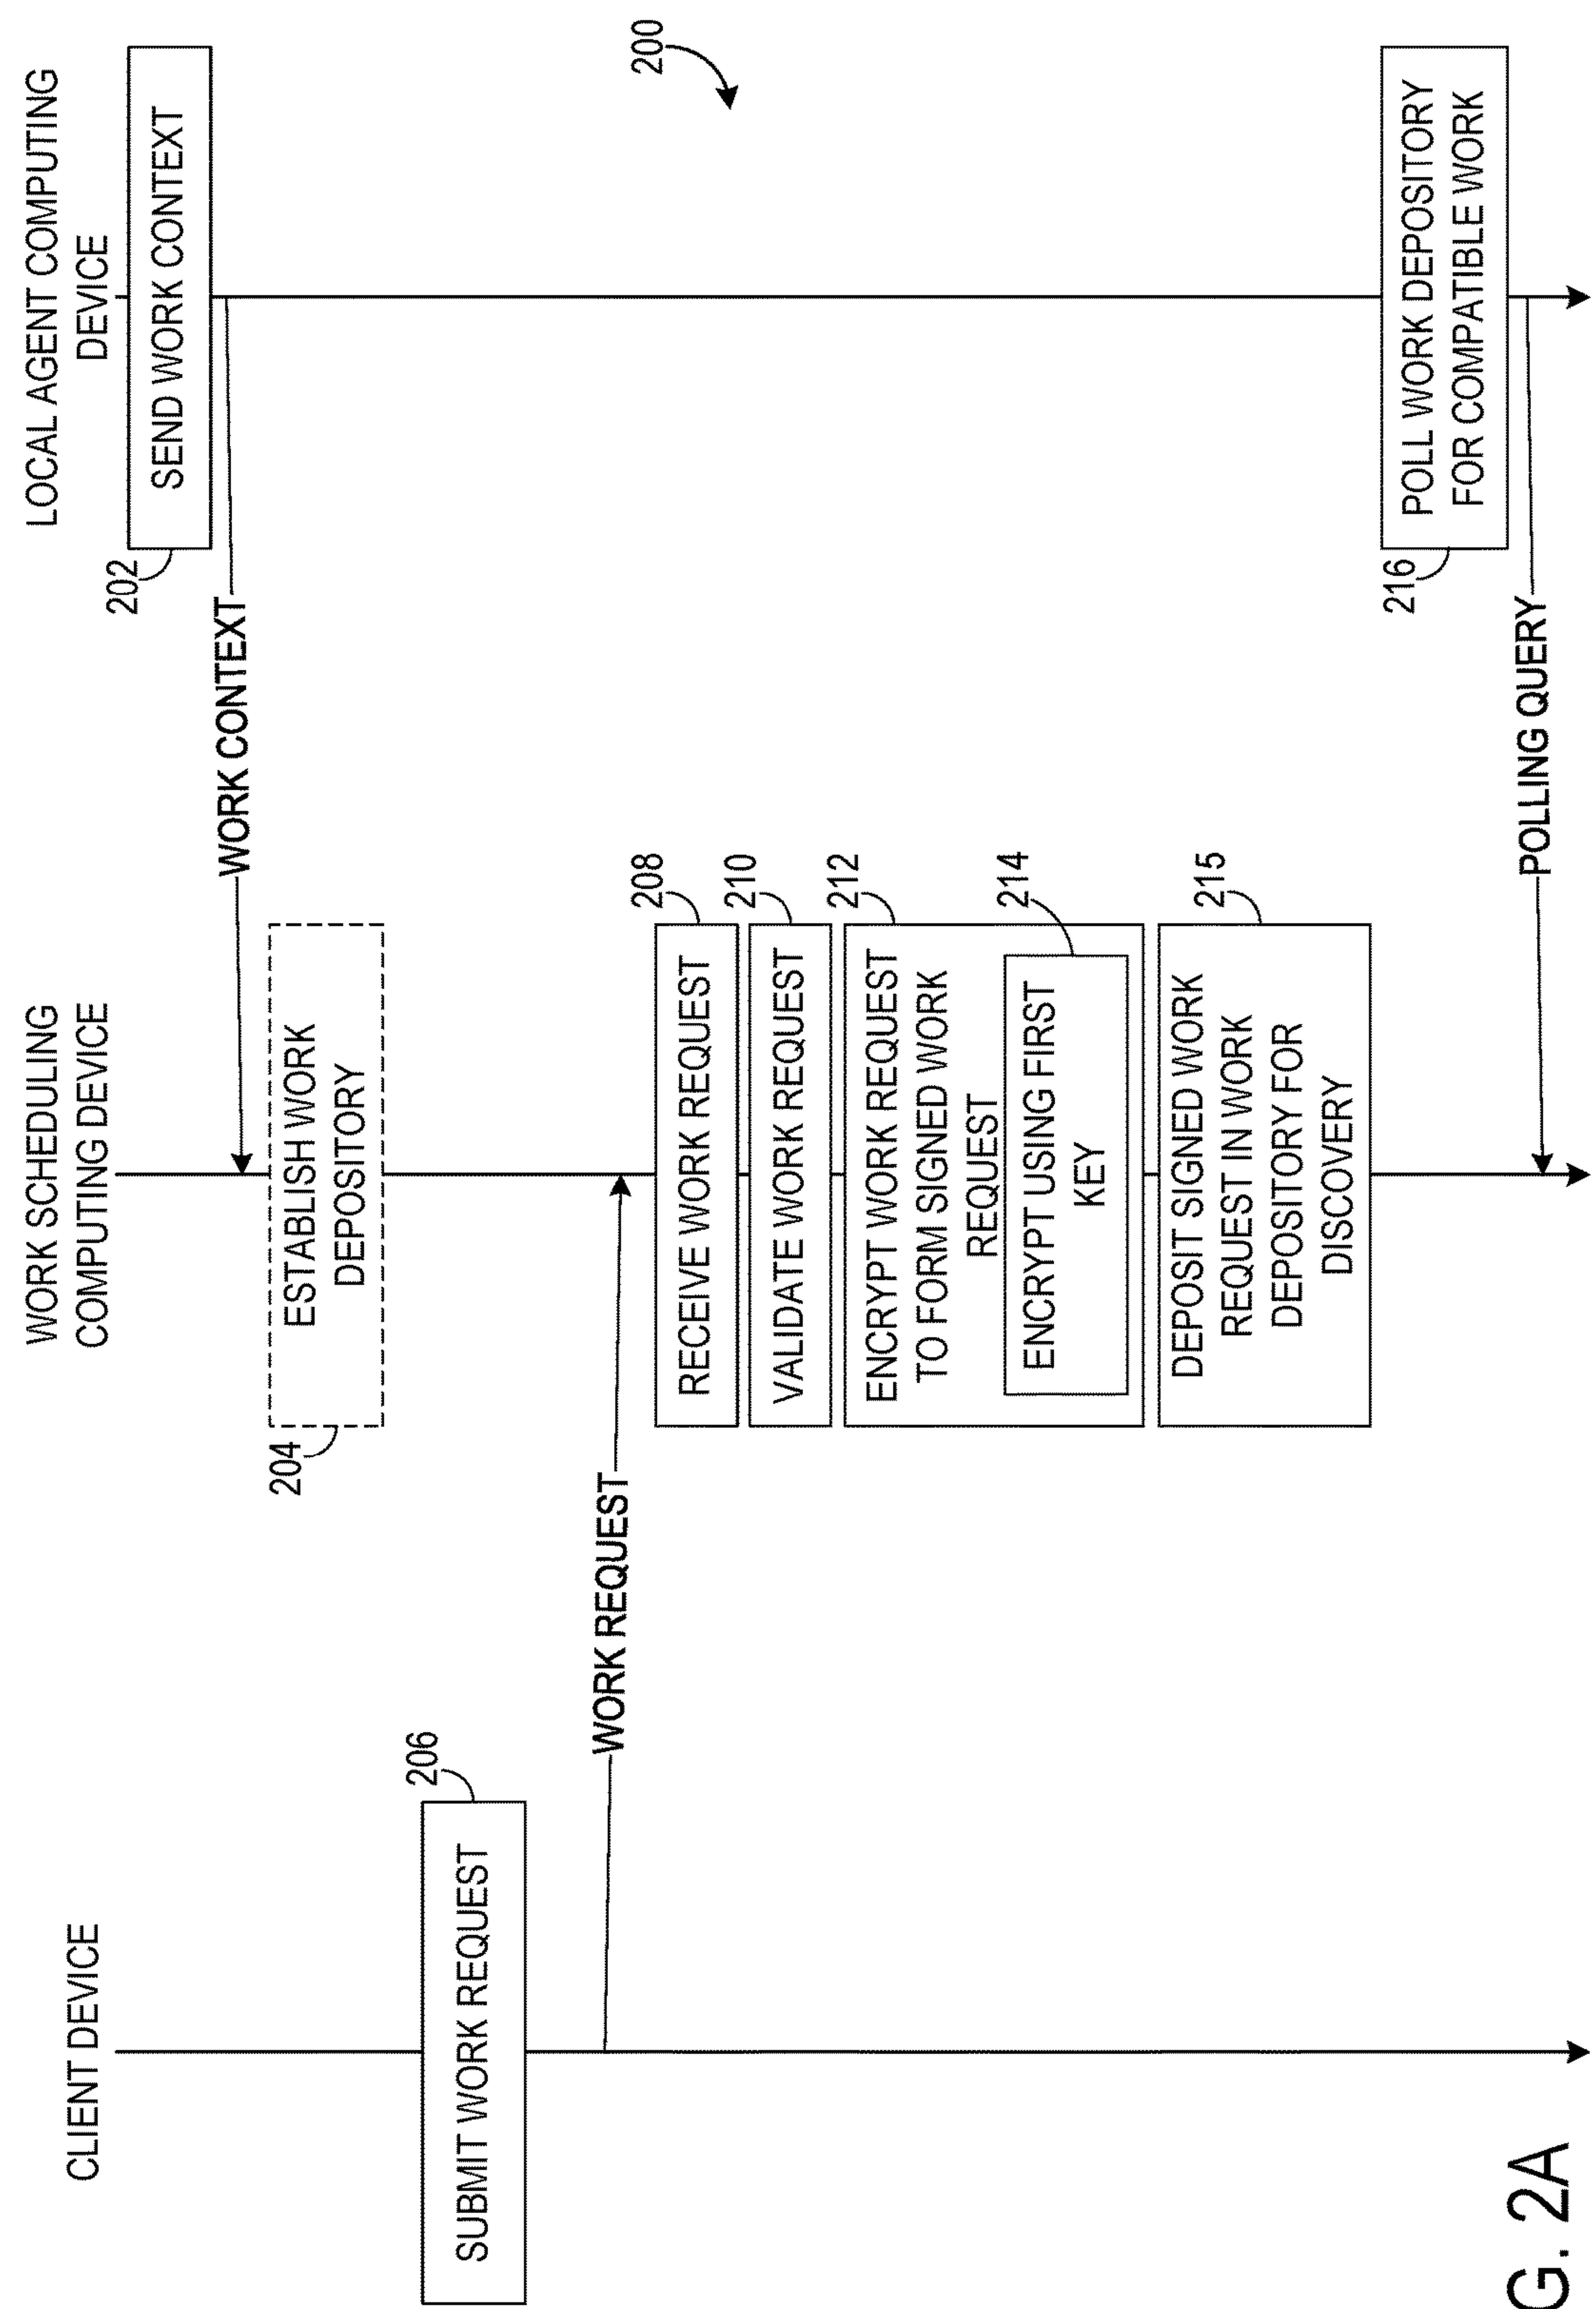 CLIENT DEVICE
WORK SCHEDULING
COMPUTING DEVICE
LOCAL AGENT COMPUTING
DEVICE
SEND WORK CONTEXT
202
WORK CONTEXT
ESTABLISH WORK
DEPOSITORY
204
206
SUBMIT WORK REQUEST
WORK REQUEST
200
208
RECEIVE WORK REQUEST
210
VALIDATE WORK REQUEST
212
ENCRYPT WORK REQUEST
TO FORM SIGNED WORK
REQUEST
214
ENCRYPT USING FIRST
KEY
215
DEPOSIT SIGNED WORK
REQUEST IN WORK
DEPOSITORY FOR
DISCOVERY
216
POLL WORK DEPOSITORY
FOR COMPATIBLE WORK
POLLING QUERY
G. 2A